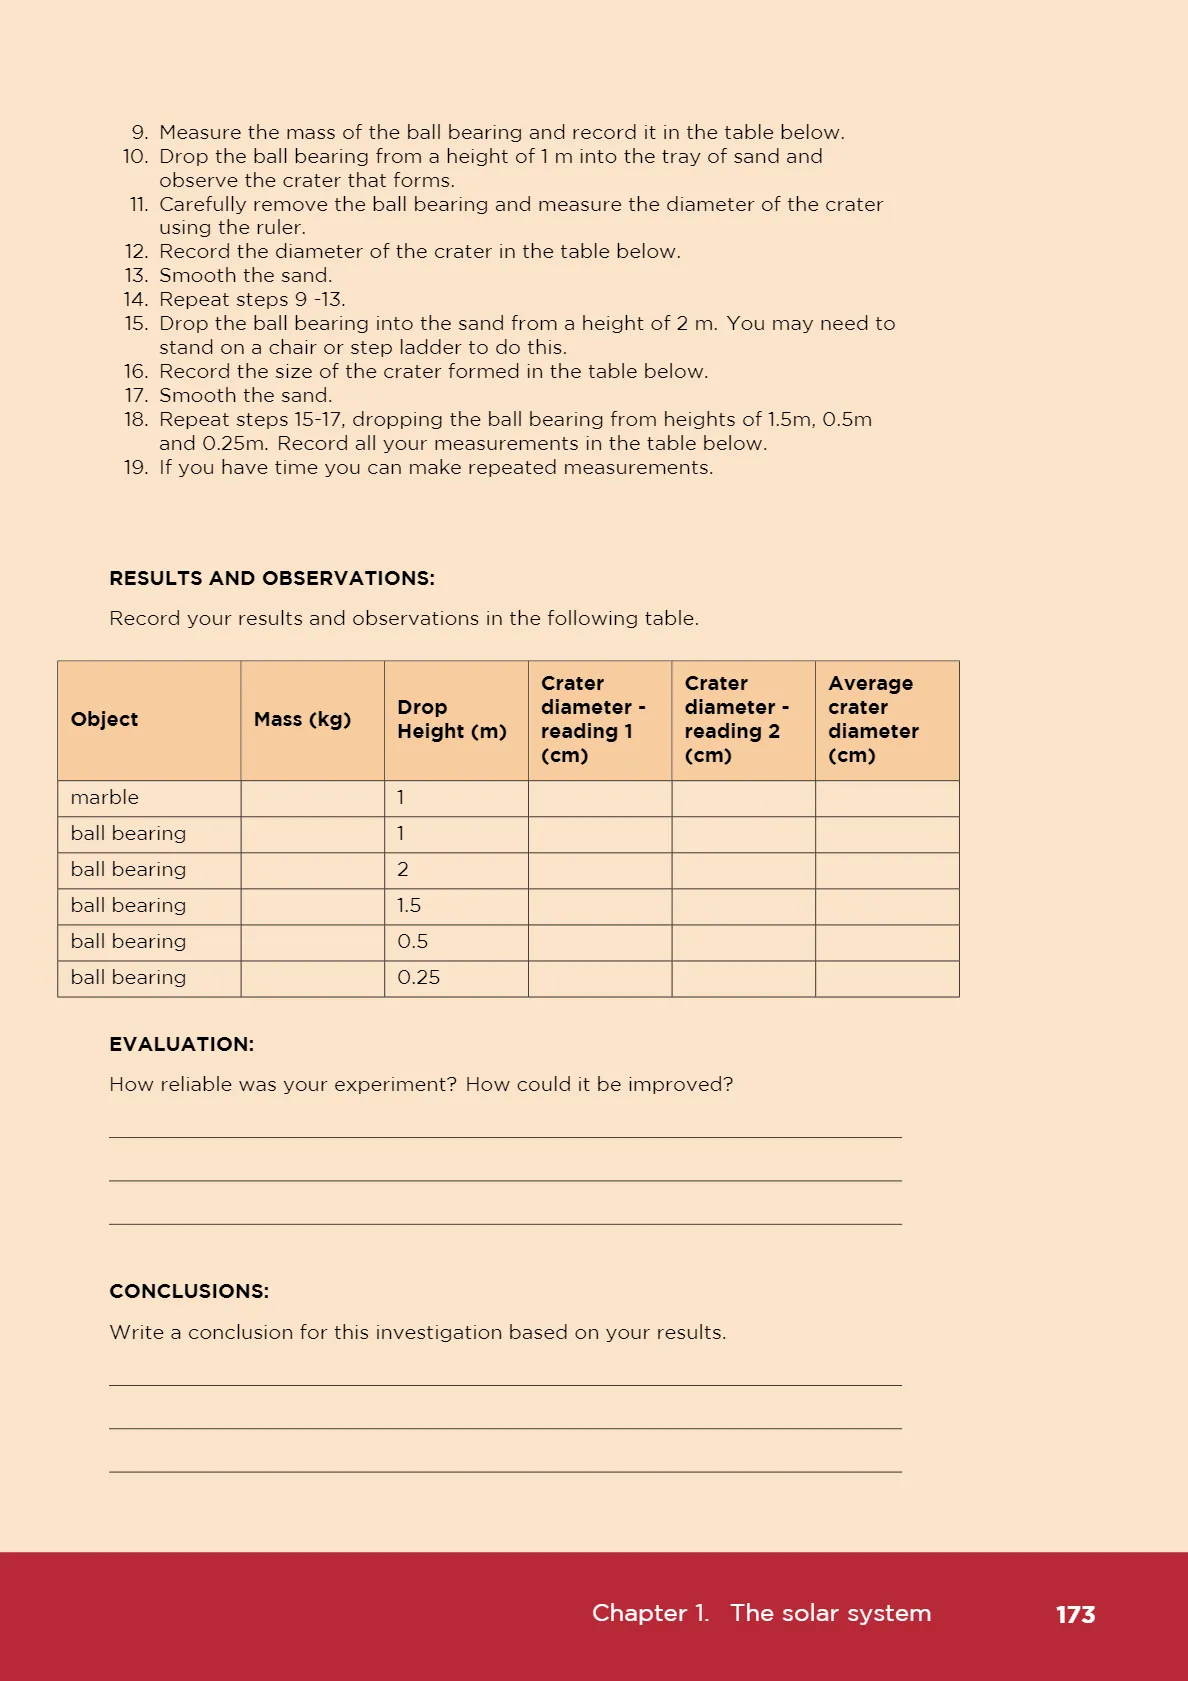 9. Measure the mass of the ball bearing and record it in the table below.
10. Drop the ball bearing from a height of 1 m into the tray of sand and
observe the crater that forms.
11. Carefully remove the ball bearing and measure the diameter of the crater
using the ruler.
12. Record the diameter of the crater in the table below.
13. Smooth the sand.
14. Repeat steps 9 -13.
15. Drop the ball bearing into the sand from a height of 2 m. You may need to
stand on a chair or step ladder to do this.
16. Record the size of the crater formed in the table below.
17. Smooth the sand.
18. Repeat steps 15-17, dropping the ball bearing from heights of 1.5m, 0.5m
and 0.25m. Record all your measurements in the table below.
19. If you have time you can make repeated measurements.
RESULTS AND OBSERVATIONS:
Record your results and observations in the following table.
Object
Mass (kg)
Drop
Height (m)
Crater
diameter -
reading 1
(cm)
Crater
diameter -
reading 2
(cm)
Average
crater
diameter
(cm)
marble 1
ball bearing 1
ball bearing 2
ball bearing 1.5
ball bearing 0.5
ball bearing 0.25
EVALUATION:
How reliable was your experiment? How could it be improved?
CONCLUSIONS:
Write a conclusion for this investigation based on your results.
Chapter 1. The solar system 173